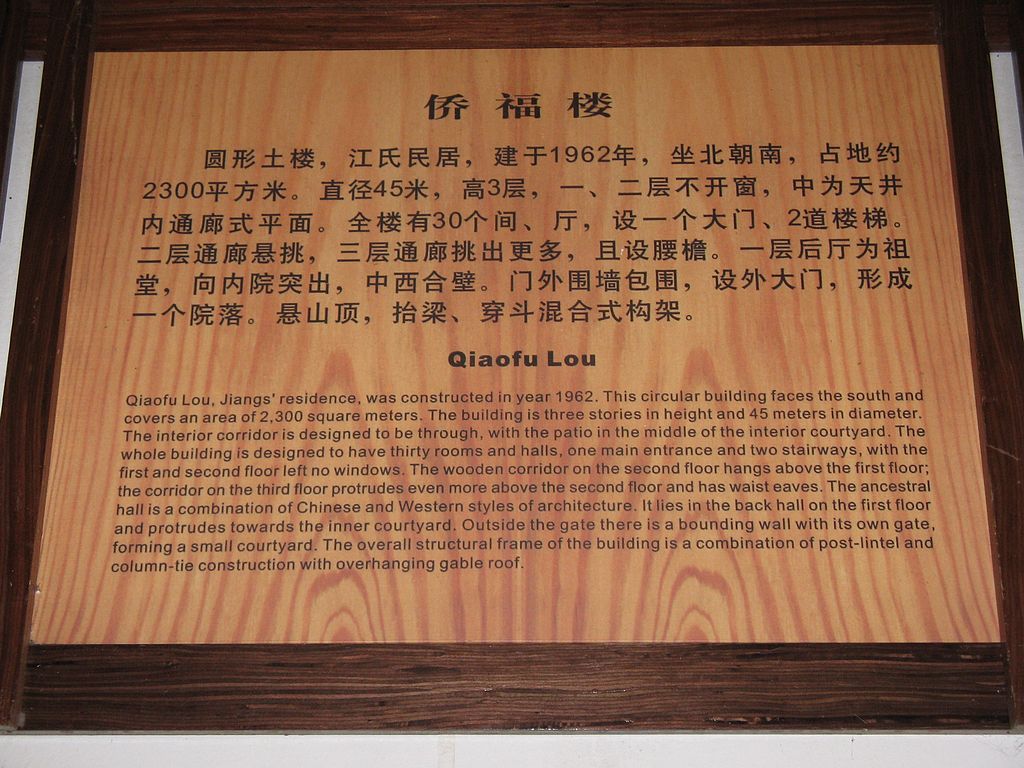 侨福楼
圆形土楼，江氏民居，建于1962年，坐北朝南，占地约
2300平方米。直径45米，高3层，一、二层不开窗，中为天井
内通廊式平面。全楼有30个间、厅，设一个大门、2道楼梯。
二层通廊悬挑，三层通廊挑出更多，且设腰檐。一层后厅为祖
堂，向内院突出，中西合壁。门外围墙包围，设外大门，形成
一个院落。悬山顶，抬梁、穿斗混合式构架。
Qiaofu Lou
Qiaofu Lou, Jiangs' residence, was constructed in year 1962. This circular building faces the south and
covers an area of 2,300 square meters. The building is three stories in height and 45 meters in diameter.
The interior corridor is designed to be through, with the patio in the middle of the interior courtyard. The
whole building is designed to have thirty rooms and halls, one main entrance and two stairways, with the
first and second floor left no windows. The wooden corridor on the second floor hangs above the first floor;
the corridor on the third floor protrudes even more above the second floor and has waist eaves. The ancestral
hall is a combination of Chinese and Western styles of architecture. It lies in the back hall on the first floor
and protrudes towards the inner courtyard. Outside the gate there is a bounding wall with its own gate,
forming a small courtyard. The overall structural frame of the building is a combination of post-lintel and
column-tie construction with overhanging gable roof.